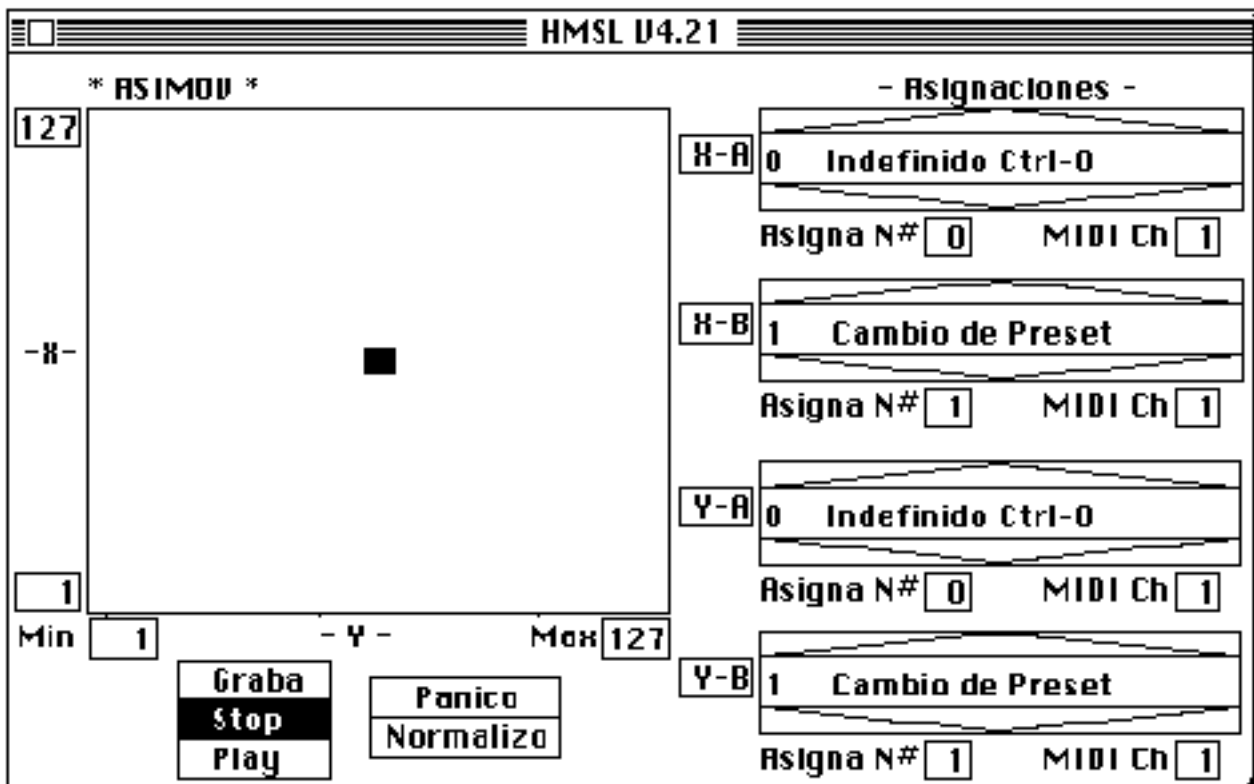 HMSL V4.21
* ASIMOV *
- Asignaciones -
127
X-A
0 Indefinido Ctrl-0
Asigna N# 0 MIDI Ch 1
-X-
X-B
1 Cambio de Preset
Asigna N# 1 MIDI Ch 1
Y-A
0 Indefinido Ctrl-0
Asigna N# 0 MIDI Ch 1
1
Min 1 - Y - Max 127
Y-B
1 Cambio de Preset
Asigna N# 1 MIDI Ch 1
Graba
Stop
Play
Panico
Normalizo